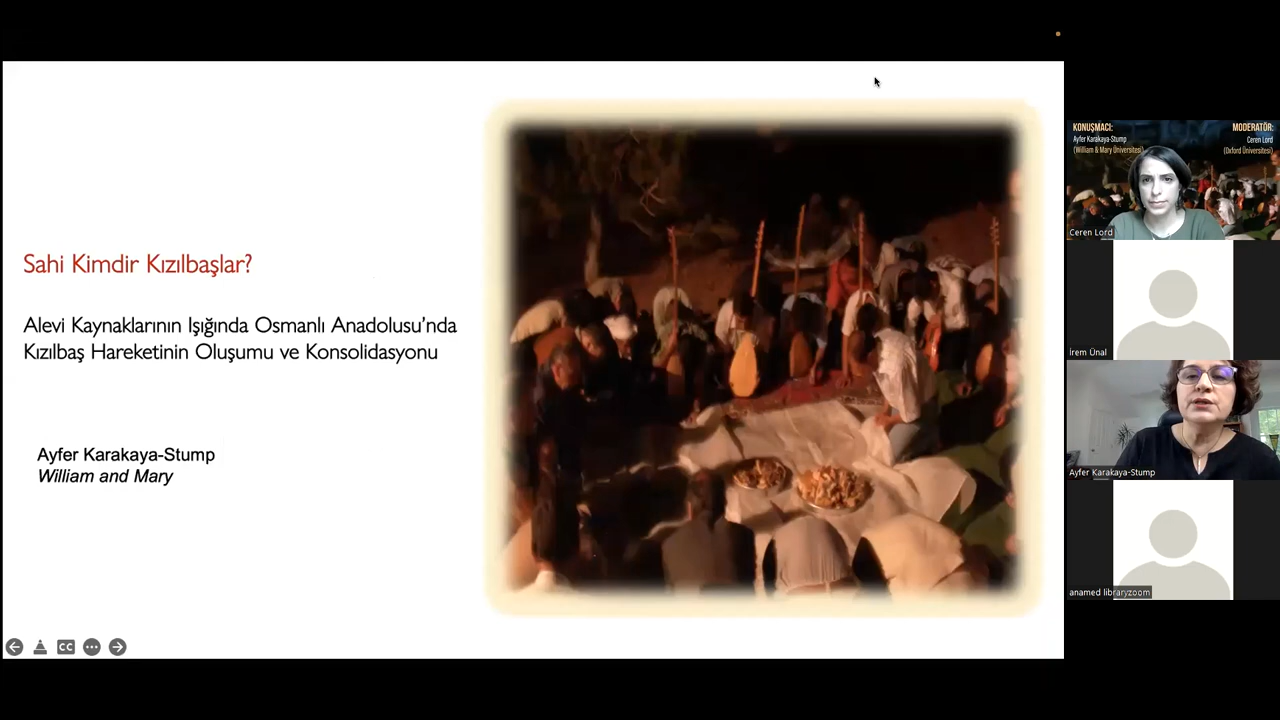 Sahi Kimdir Kızılbaşlar?
Alevi Kaynaklarının Işığında Osmanlı Anadolusu’nda
Kızılbaş Hareketinin Oluşumu ve Konsolidasyonu
Ayfer Karakaya-Stump
William and Mary
CC
KONUŞMACI:
Ayfer Karakaya-Stump
(William & Mary Üniversitesi)
MODERATÖR:
Ceren Lord
(Oxford Üniversitesi)
Ceren Lord
İrem Ünal
Ayfer Karakaya-Stump
anamed libraryzoom